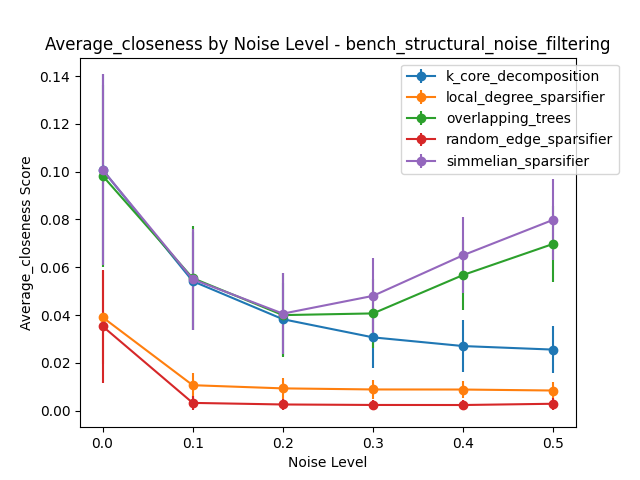 Average_closeness by Noise Level - bench_structural_noise_filtering
k_core_decomposition
local_degree_sparsifier
overlapping_trees
random_edge_sparsifier
simmelian_sparsifier
Average_closeness Score
0.14
0.12
0.10
0.08
0.06
0.04
0.02
0.00
0.0 0.1 0.2 0.3 0.4 0.5
Noise Level